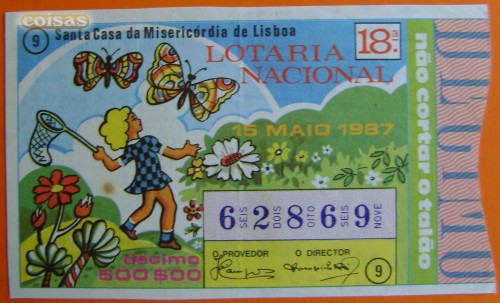 coisas
9 Santa Casa da Misericórdia de Lisboa
LOTARIA
NACIONAL
18.ª
15 MAIO 1987
6 SEIS 2 DOIS 8 OITO 6 SEIS 9 NOVE
décimo
500$00
O PROVEDOR O DIRECTOR
9
não cortar o talão
DÉCIMO